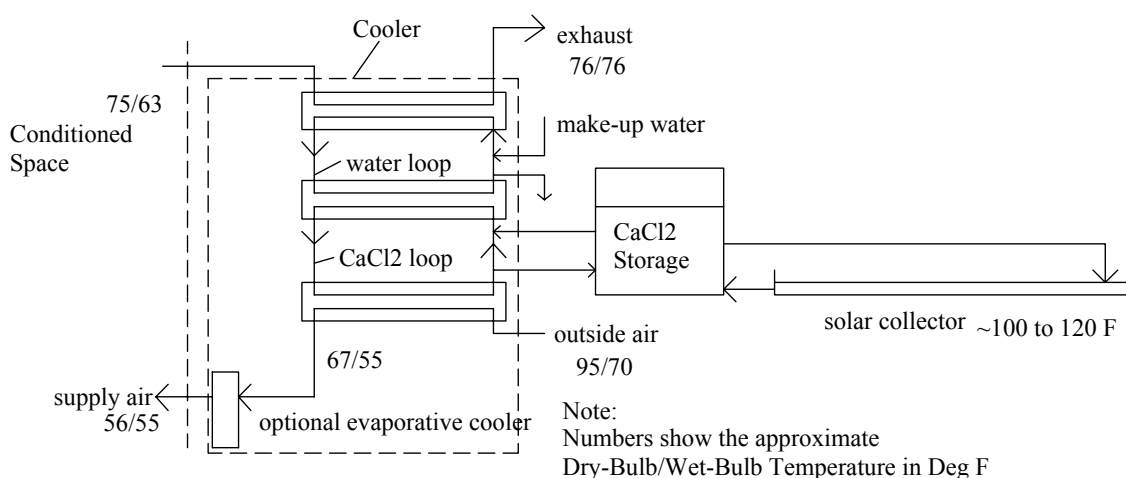 Cooler
exhaust
76/76
75/63
Conditioned
Space
make-up water
water loop
CaCl2
Storage
CaCl2 loop
solar collector ~100 to 120 F
outside air
95/70
67/55
supply air
56/55
optional evaporative cooler
Note:
Numbers show the approximate
Dry-Bulb/Wet-Bulb Temperature in Deg F